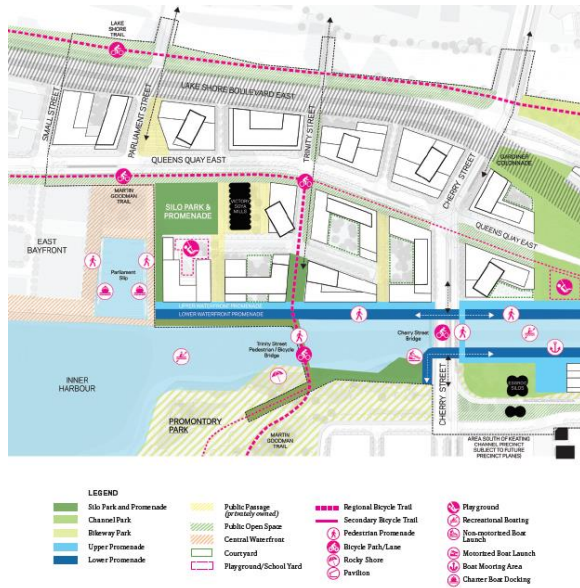 LAKE
SHORE
TRAIL
SMALL STREET
PARLIAMENT STREET
LAKE SHORE BOULEVARD EAST
TRINITY STREET
CHERRY STREET
GARDINER
COLONNADE
QUEENS QUAY EAST
MARTIN
GOODMAN
TRAIL
SILO PARK &
PROMENADE
VICTORY
SOYA
MILLS
QUEENS QUAY EAST
EAST
BAYFRONT
Parliament
Slip
UPPER WATERFRONT PROMENADE
LOWER WATERFRONT PROMENADE
Trinity Street
Pedestrian / Bicycle
Bridge
Cherry Street
Bridge
INNER
HARBOUR
PROMONTORY
PARK
MARTIN
GOODMAN
TRAIL
CHERRY STREET
ESSROC
SILOS
AREA SOUTH OF KEATING
CHANNEL PRECINCT
SUBJECT TO FUTURE
PRECINCT PLANS)
LEGEND
Silo Park and Promenade
Channel Park
Bikeway Park
Upper Promenade
Lower Promenade
Public Passage
(privately owned)
Public Open Space
Central Waterfront
Courtyard
Playground/School Yard
Regional Bicycle Trail
Secondary Bicycle Trail
Pedestrian Promenade
Bicycle Path/Lane
Rocky Shore
Pavilion
Playground
Recreational Boating
Non-motorized Boat
Launch
Motorized Boat Launch
Boat Mooring Area
Charter Boat Docking